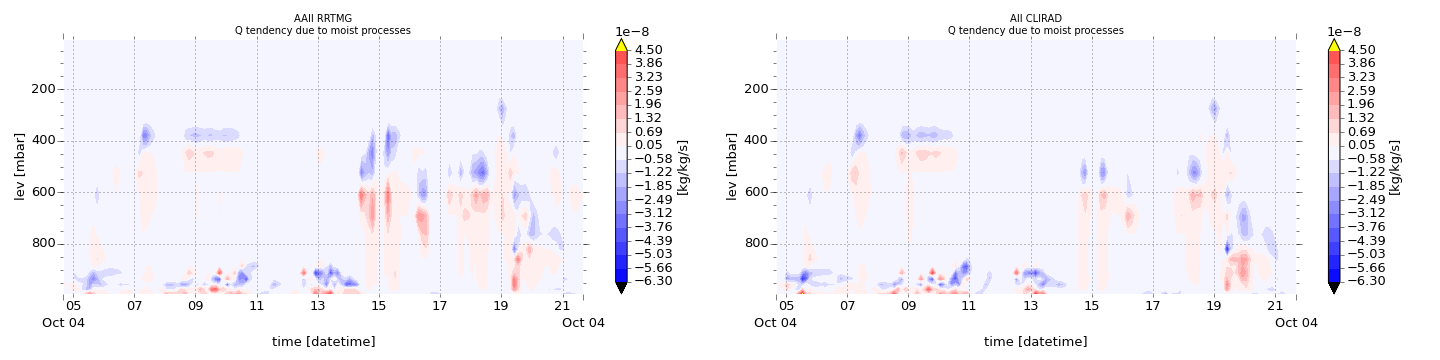 AAII RRTMG
Q tendency due to moist processes
1e−8
4.50
3.86
3.23
2.59
1.96
1.32
0.69
0.05
−0.58
−1.22
−1.85
−2.49
−3.12
−3.76
−4.39
−5.03
−5.66
−6.30
[kg/kg/s]
lev [mbar]
200
400
600
800
05 07 09 11 13 15 17 19 21
Oct 04 Oct 04
time [datetime]
AII CLIRAD
Q tendency due to moist processes
1e−8
4.50
3.86
3.23
2.59
1.96
1.32
0.69
0.05
−0.58
−1.22
−1.85
−2.49
−3.12
−3.76
−4.39
−5.03
−5.66
−6.30
[kg/kg/s]
lev [mbar]
200
400
600
800
05 07 09 11 13 15 17 19 21
Oct 04 Oct 04
time [datetime]